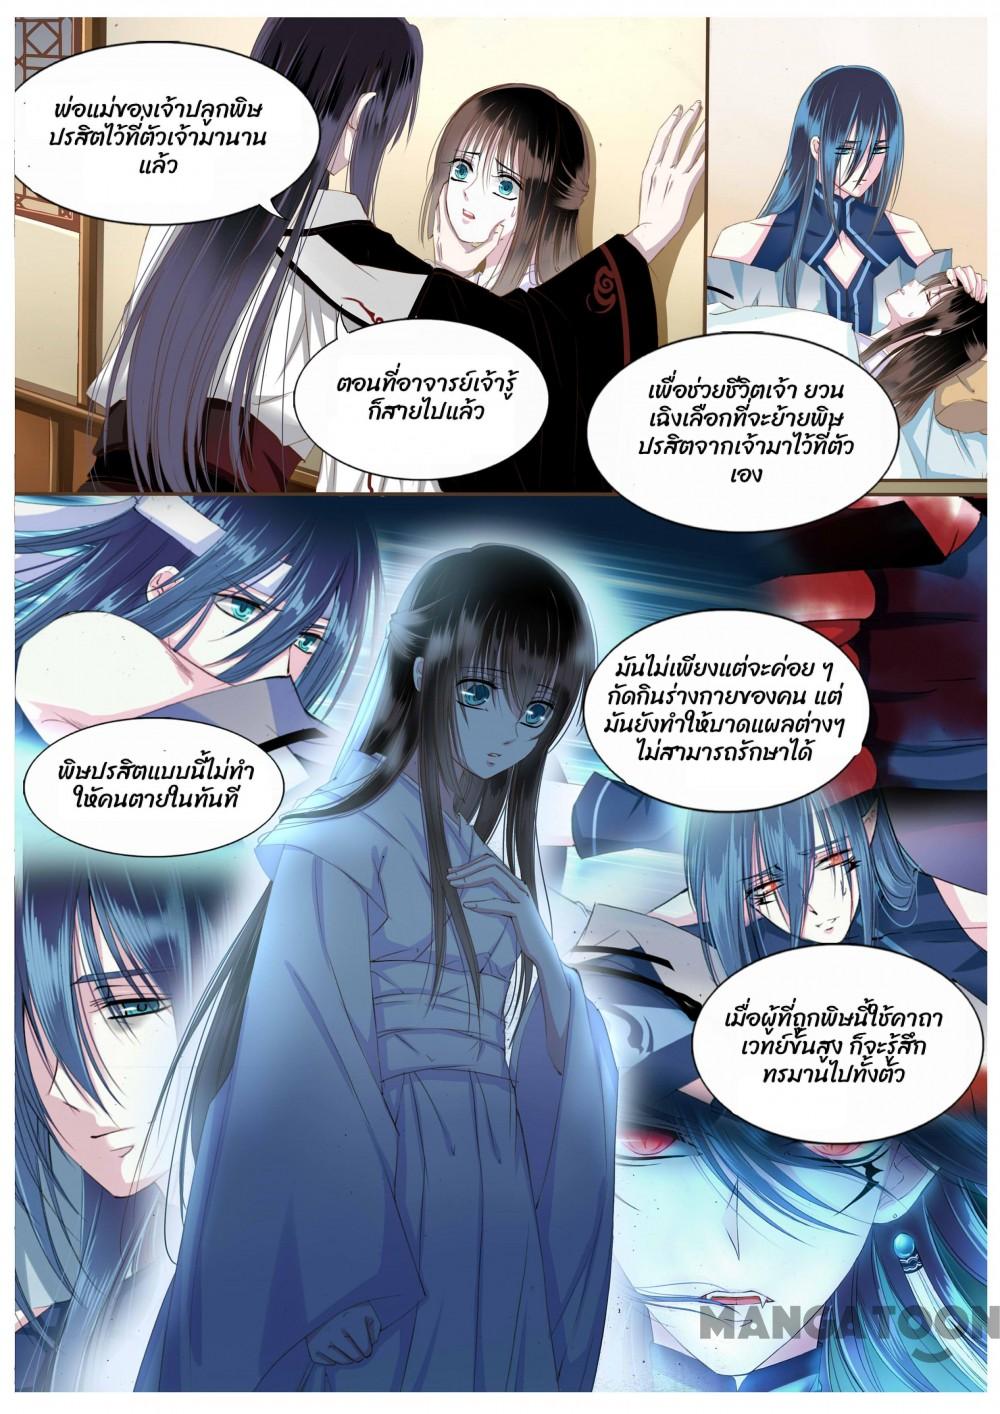 พ่อแม่ของเจ้าปลูกพิษ
ปรสิตไว้ที่ตัวเจ้ามานาน
แล้ว
ตอนที่อาจารย์เจ้ารู้
ก็สายไปแล้ว
เพื่อช่วยชีวิตเจ้า ยวน
เฉิงเลือกที่จะย้ายพิษ
ปรสิตจากเจ้ามาไว้ที่ตัว
เอง
พิษปรสิตแบบนี้ไม่ทำ
ให้คนตายในทันที
มันไม่เพียงแต่จะค่อย ๆ
กัดกินร่างกายของคน แต่
มันยังทำให้บาดแผลต่างๆ
ไม่สามารถรักษาได้
เมื่อผู้ที่ถูกพิษนี้ใช้คาถา
เวทย์ขั้นสูง ก็จะรู้สึก
ทรมานไปทั้งตัว
MANGATOON